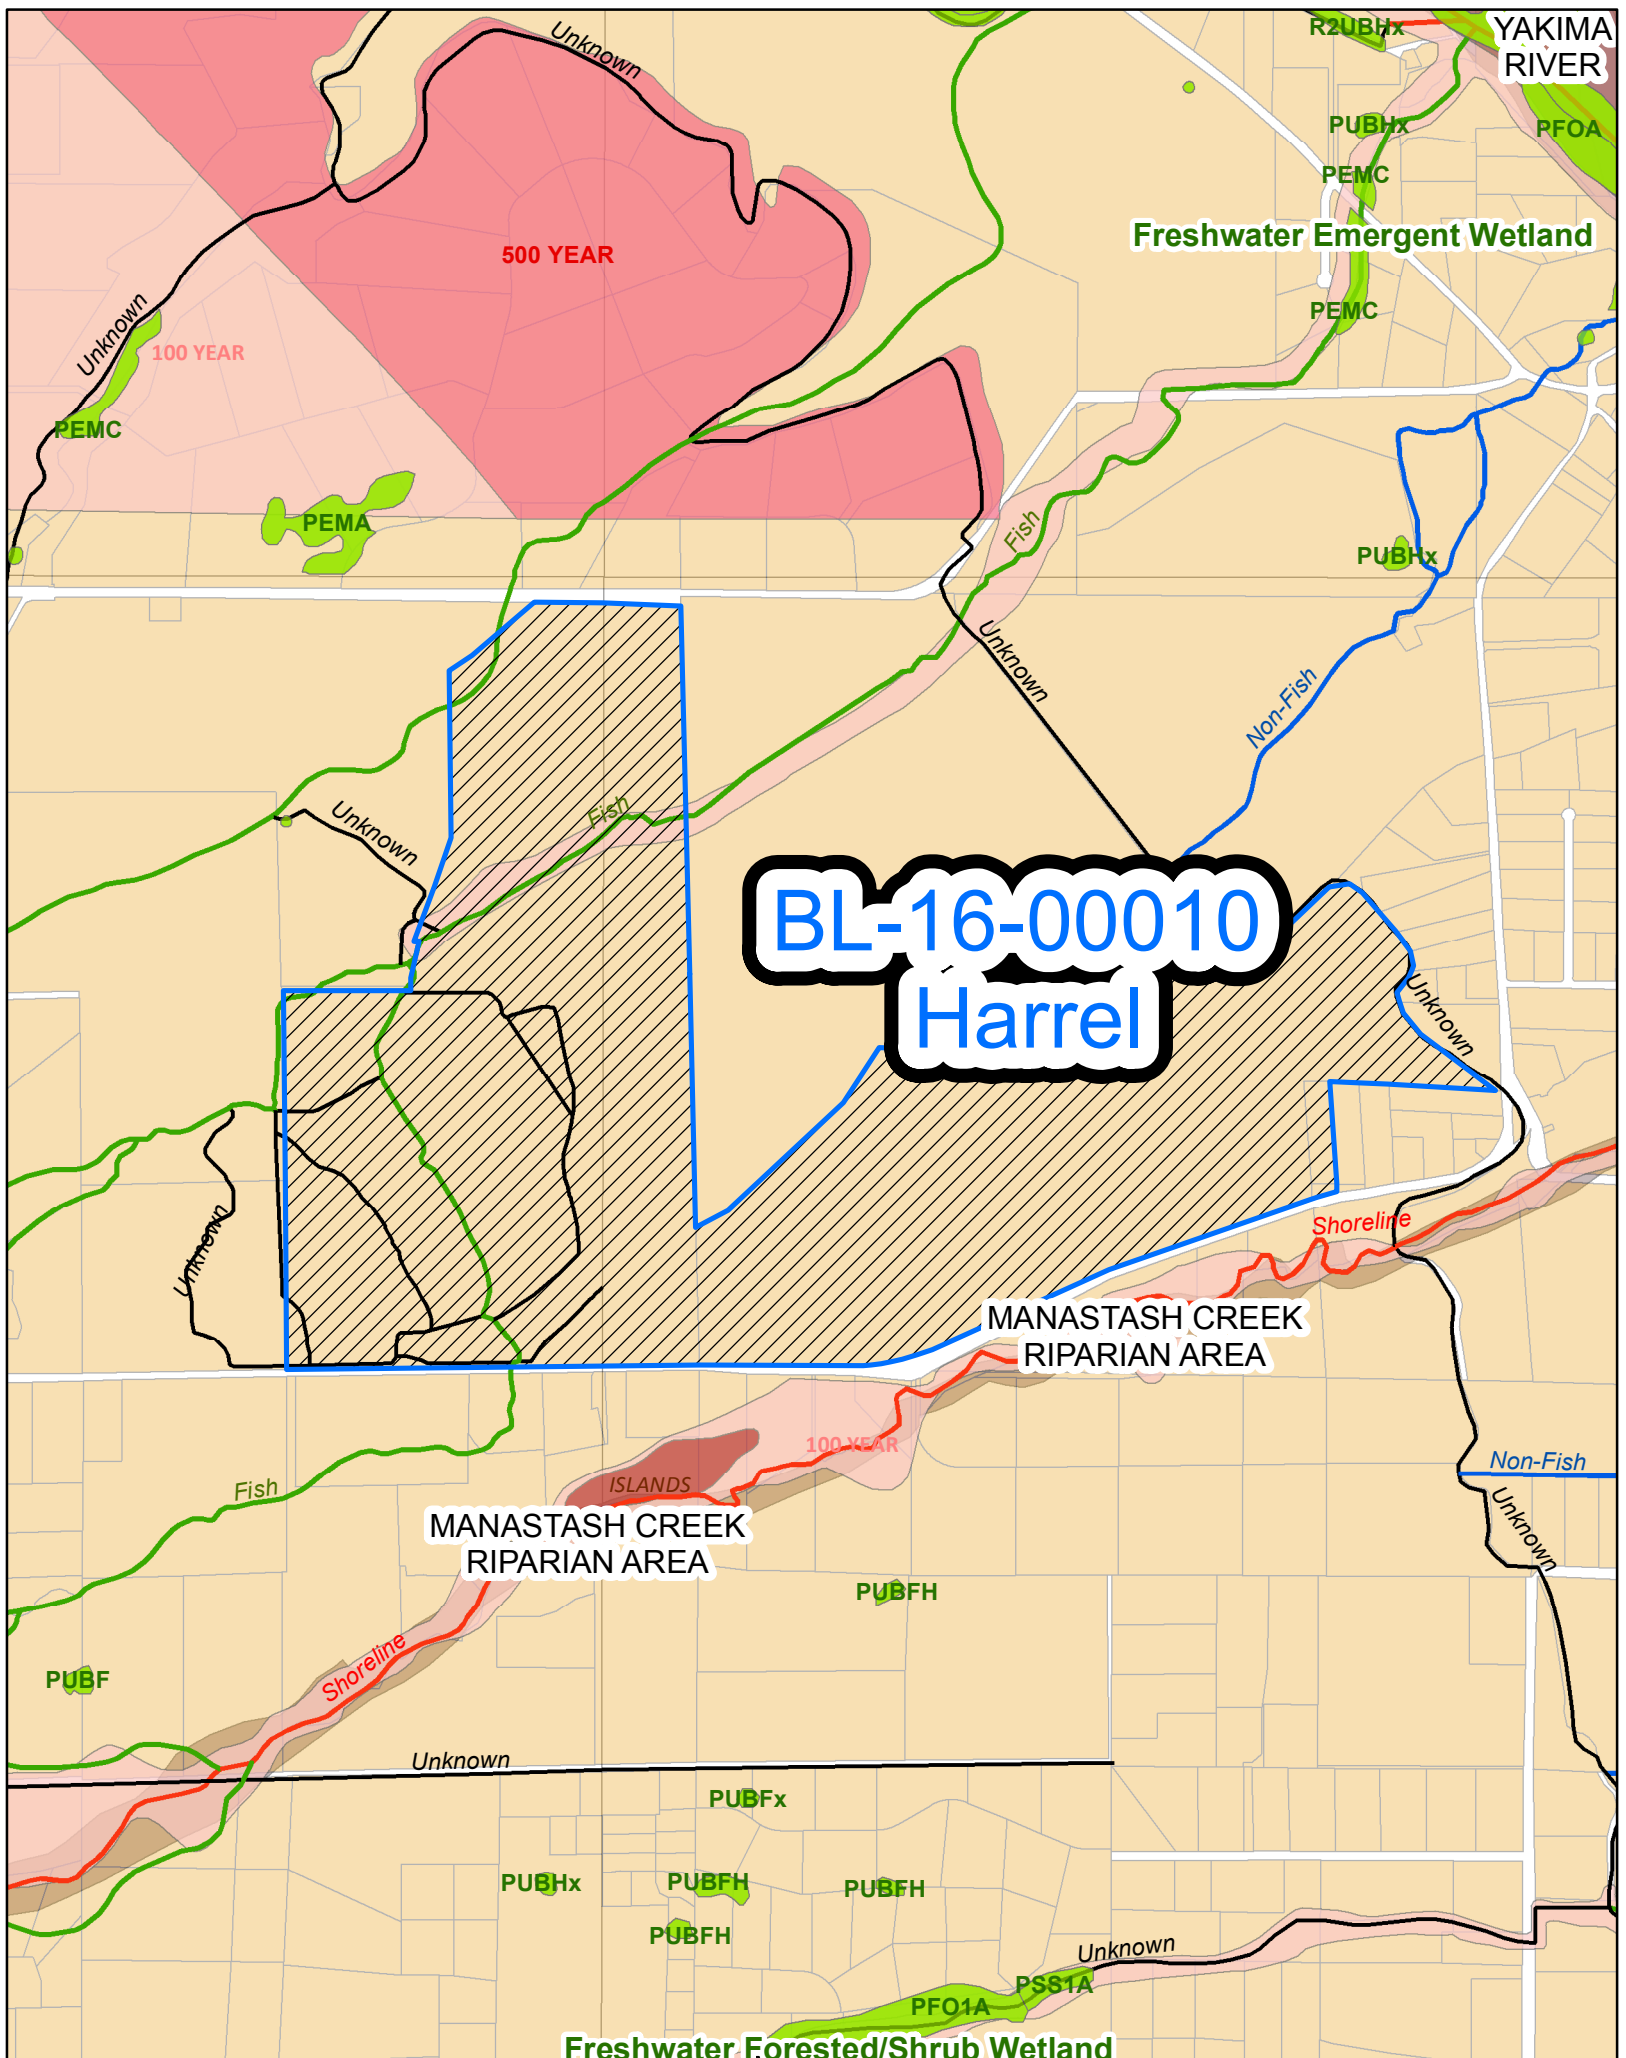 Unknown
R2UBHx
YAKIMA
RIVER
PUBHx
PFOA
PEMC
Freshwater Emergent Wetland
500 YEAR
PEMC
Unknown
100 YEAR
PEMC
PEMA
Fish
PUBHx
Unknown
Non-Fish
Fish
Unknown
BL-16-00010
Harrel
Unknown
Unknown
Shoreline
MANASTASH CREEK
RIPARIAN AREA
100 YEAR
Non-Fish
Fish
ISLANDS
Unknown
MANASTASH CREEK
RIPARIAN AREA
PUBFH
Shoreline
PUBF
Unknown
PUBFx
PUBHx
PUBFH
PUBFH
PUBFH
Unknown
PSS1A
PFO1A
Freshwater Forested/Shrub Wetland